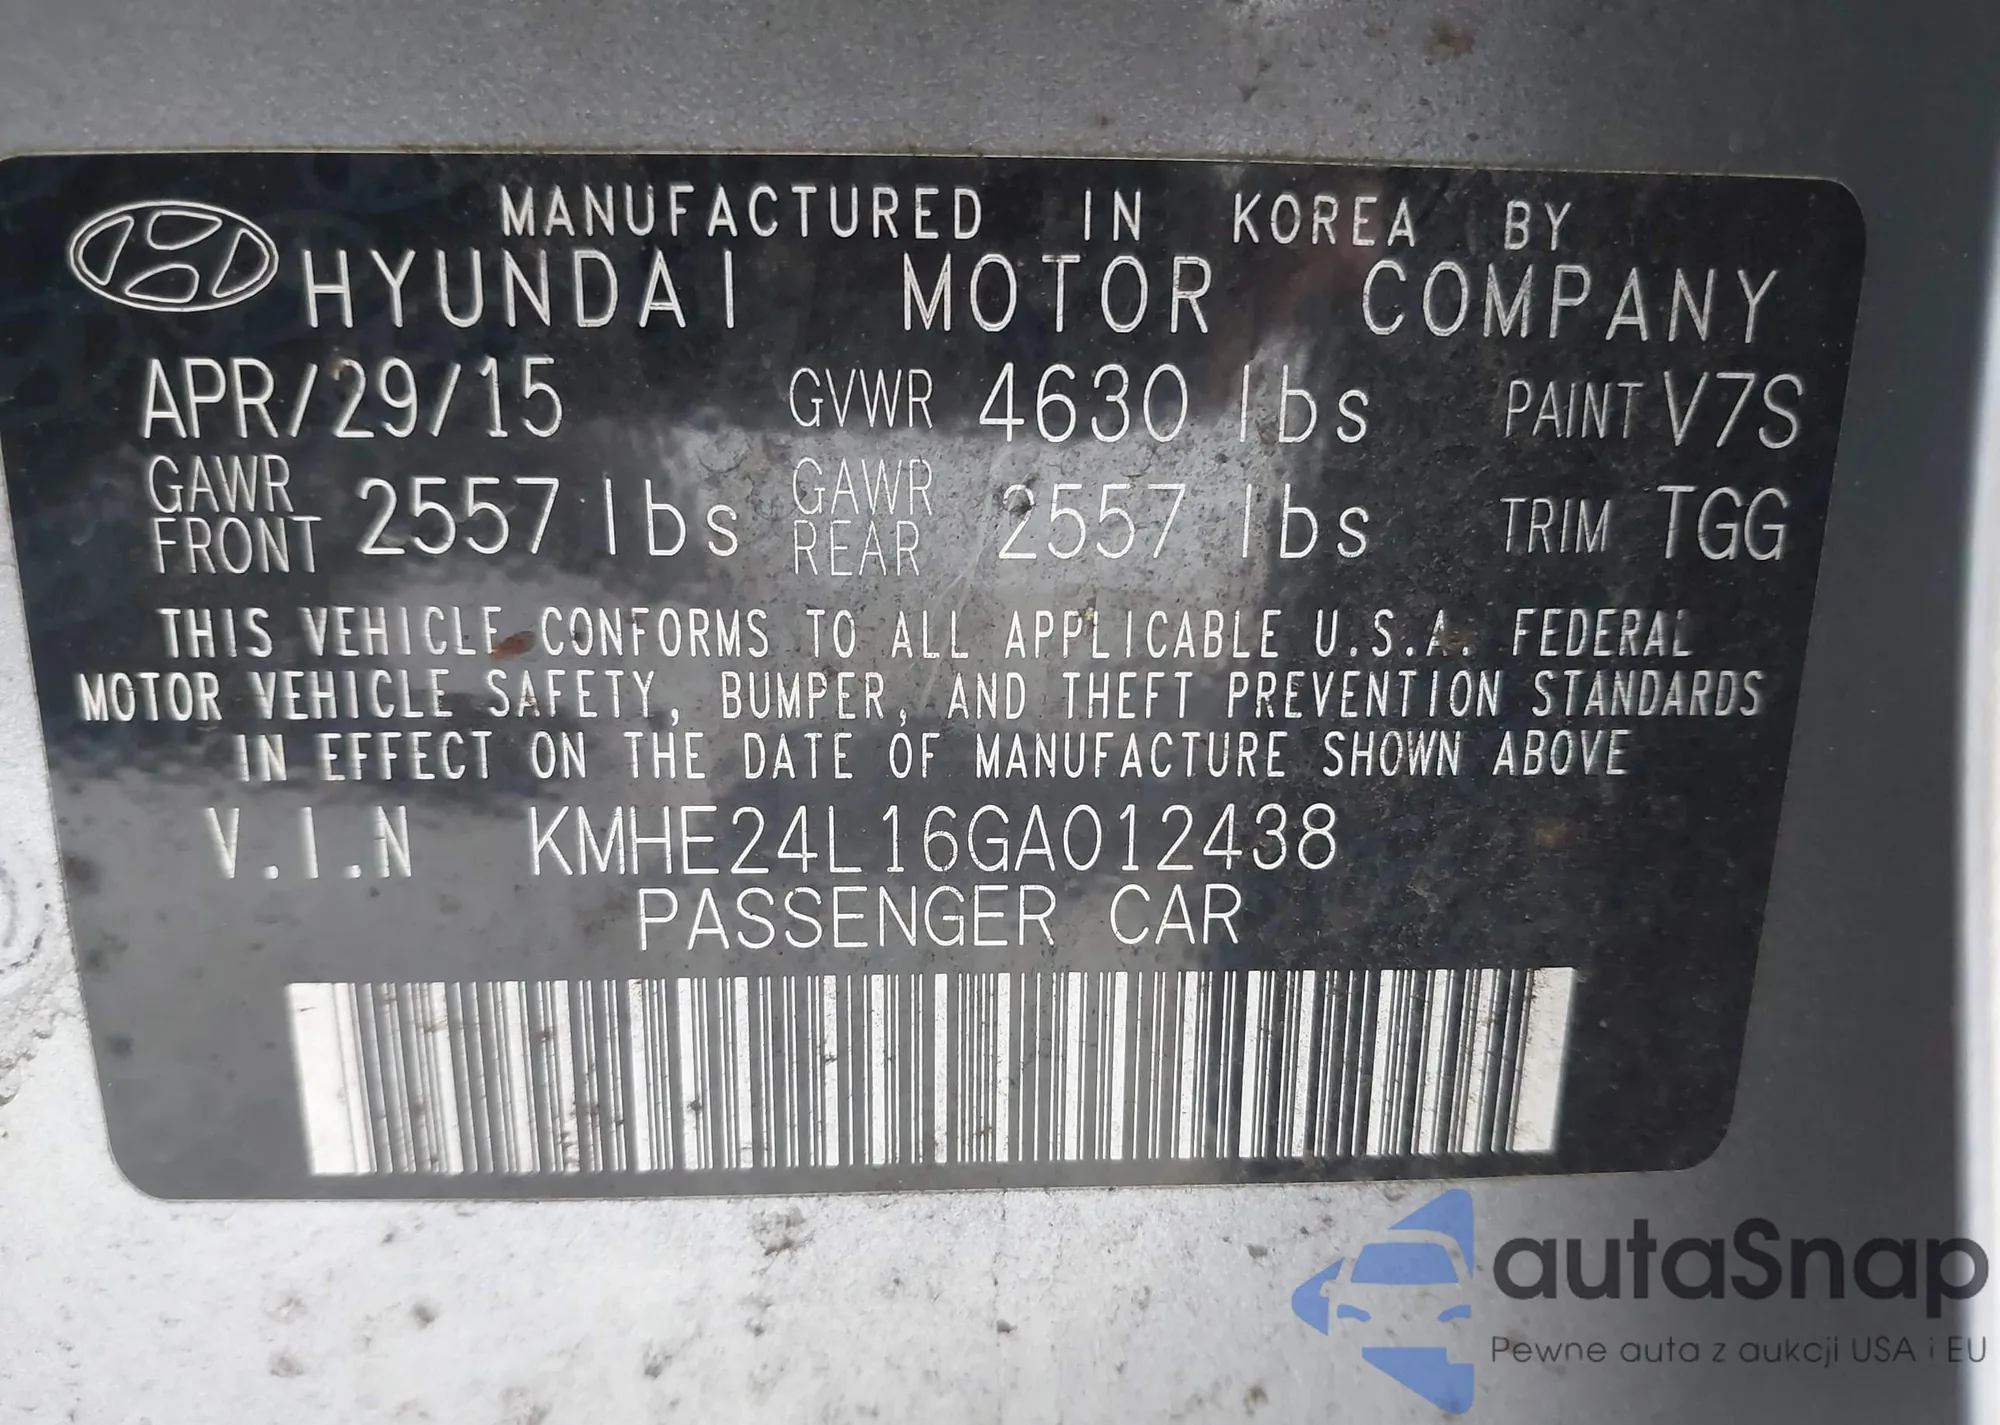 MANUFACTURED IN KOREA BY
HYUNDAI MOTOR COMPANY
APR/29/15 GVWR 4630 lbs PAINT V7S
GAWR FRONT 2557 lbs GAWR REAR 2557 lbs TRIM TGG
THIS VEHICLE CONFORMS TO ALL APPLICABLE U.S.A. FEDERAL
MOTOR VEHICLE SAFETY, BUMPER, AND THEFT PREVENTION STANDARDS
IN EFFECT ON THE DATE OF MANUFACTURE SHOWN ABOVE
V.I.N KMHE24L16GA012438
PASSENGER CAR
autaSnap
Pewne auta z aukcji USA i EU